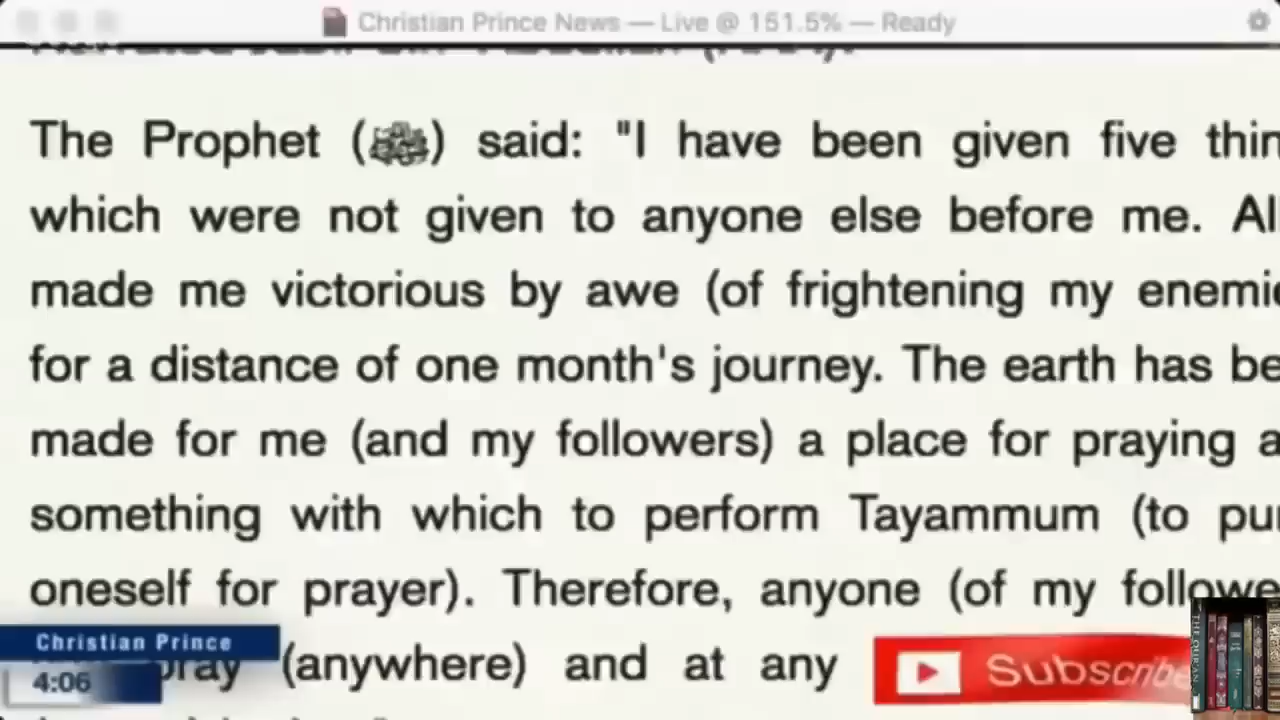 Christian Prince News — Live @ 151.5% — Ready
The Prophet (ﷺ) said: "I have been given five thin
which were not given to anyone else before me. Al
made me victorious by awe (of frightening my enemie
for a distance of one month's journey. The earth has be
made for me (and my followers) a place for praying a
something with which to perform Tayammum (to pur
oneself for prayer). Therefore, anyone (of my followe
pray (anywhere) and at any
Christian Prince
4:06
Subscribe
THE QURAN